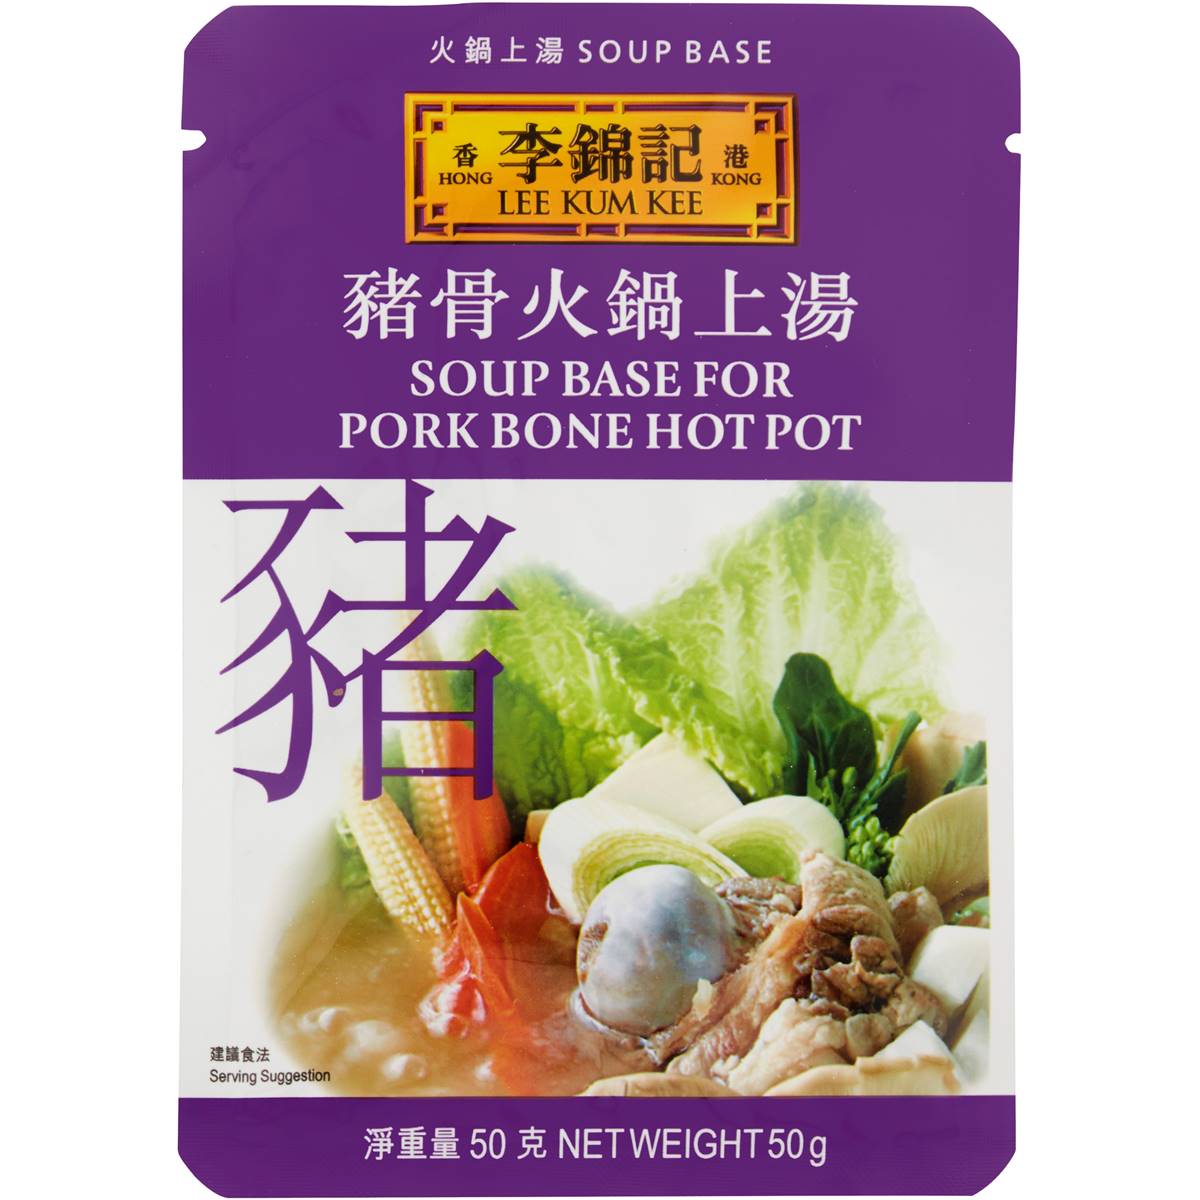 火鍋上湯 SOUP BASE
香 李錦記 港
HONG KONG
LEE KUM KEE
豬骨火鍋上湯
SOUP BASE FOR
PORK BONE HOT POT
豬
建議食法
Serving Suggestion
淨重量 50 克 NET WEIGHT 50 g